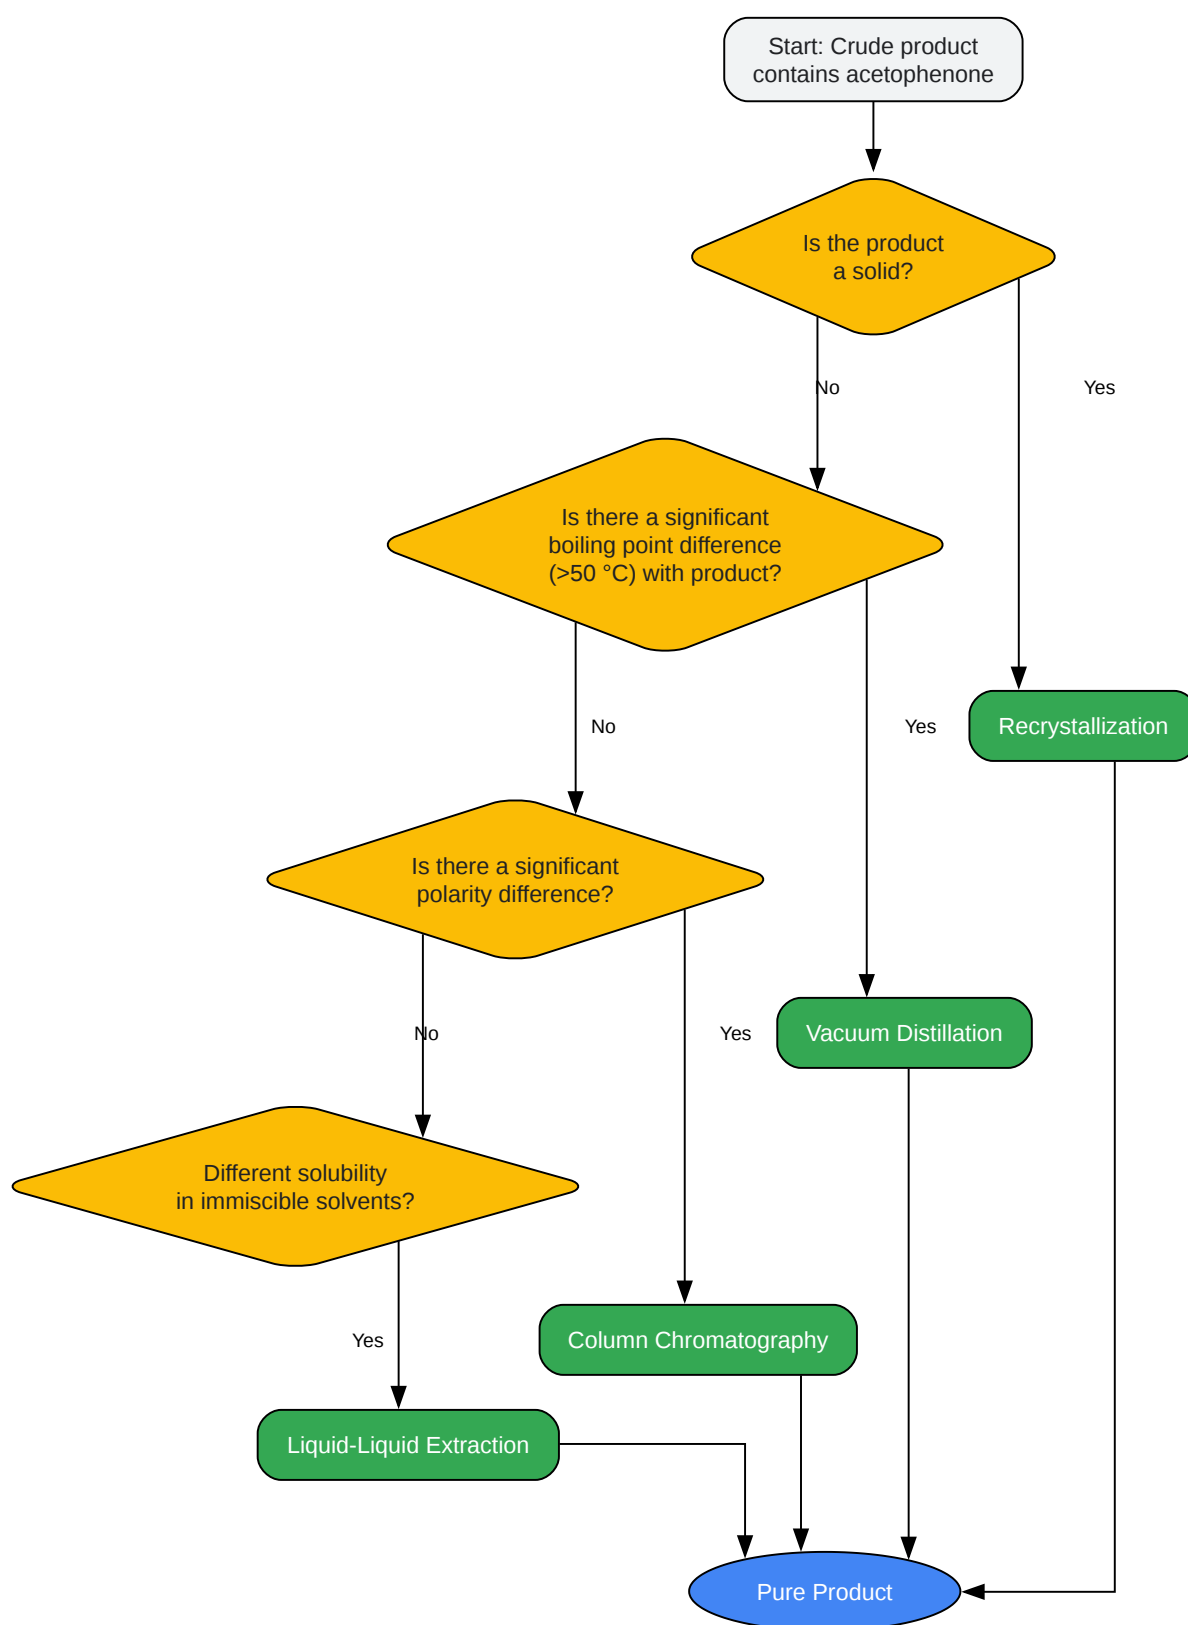 Start: Crude product
contains acetophenone
Is the product
a solid?
No
Yes
Is there a significant
boiling point difference
(>50 °C) with product?
No
Yes
Recrystallization
Is there a significant
polarity difference?
No
Yes
Vacuum Distillation
Different solubility
in immiscible solvents?
Yes
Column Chromatography
Liquid-Liquid Extraction
Pure Product